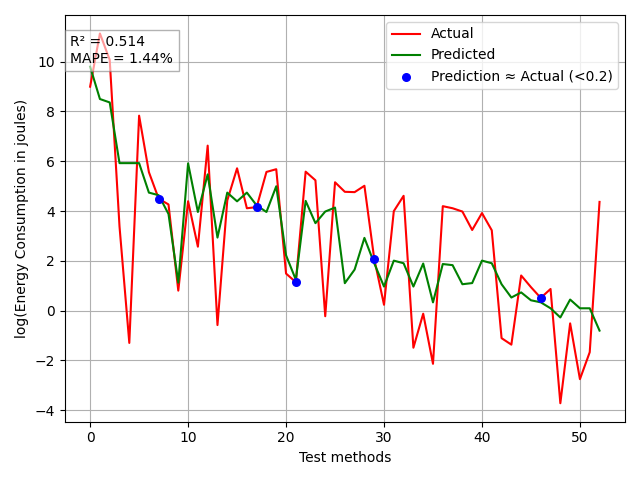 R² = 0.514
MAPE = 1.44%
Actual
Predicted
Prediction ≈ Actual (<0.2)
log(Energy Consumption in joules)
10
8
6
4
2
0
−2
−4
0
10
20
30
40
50
Test methods